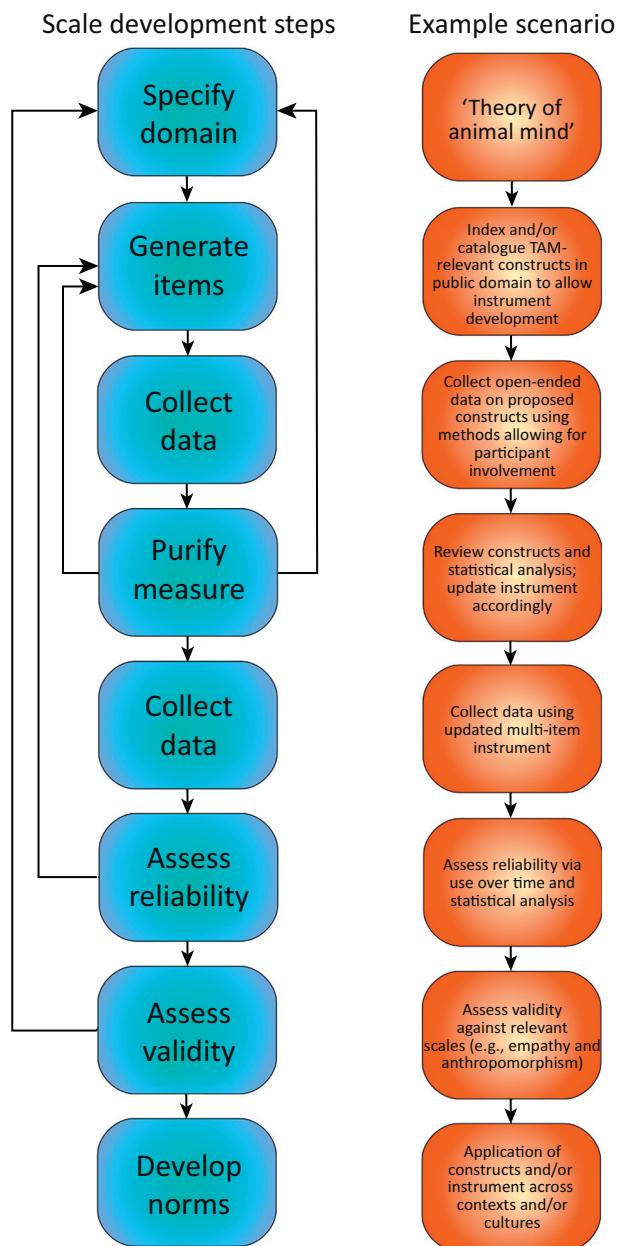 Scale development steps
Specify
domain
Generate
items
Collect
data
Purify
measure
Collect
data
Assess
reliability
Assess
validity
Develop
norms
Example scenario
‘Theory of
animal mind’
Index and/or
catalogue TAM-
relevant constructs in
public domain to allow
instrument
development
Collect open-ended
data on proposed
constructs using
methods allowing for
participant
involvement
Review constructs and
statistical analysis;
update instrument
accordingly
Collect data using
updated multi-item
instrument
Assess reliability via
use over time and
statistical analysis
Assess validity
against relevant
scales (e.g., empathy and
anthropomorphism)
Application of
constructs and/or
instrument across
contexts and/or
cultures